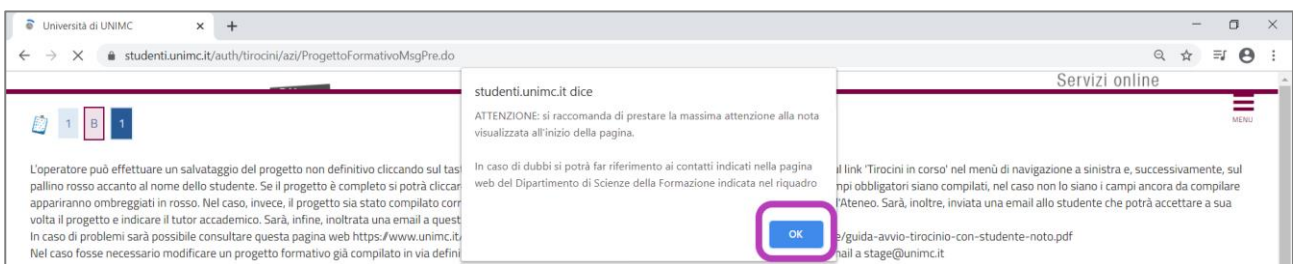 Università di UNIMC
studenti.unimc.it/auth/tirocini/azi/ProgettoFormativoMsgPre.do
Servizi online
studenti.unimc.it dice
ATTENZIONE: si raccomanda di prestare la massima attenzione alla nota
visualizzata all'inizio della pagina.
In caso di dubbi si potrà far riferimento ai contatti indicati nella pagina
web del Dipartimento di Scienze della Formazione indicata nel riquadro
OK
1 B 1
MENU
L'operatore può effettuare un salvataggio del progetto non definitivo cliccando sul tas l link 'Tirocini in corso' nel menù di navigazione a sinistra e, successivamente, sul
pallino rosso accanto al nome dello studente. Se il progetto è completo si potrà cliccar mpi obbligatori siano compilati, nel caso non lo siano i campi ancora da compilare
appariranno ombreggiati in rosso. Nel caso, invece, il progetto sia stato compilato corr l'Ateneo. Sarà, inoltre, inviata una email allo studente che potrà accettare a sua
volta il progetto e indicare il tutor accademico. Sarà, infine, inoltrata una email a quest
In caso di problemi sarà possibile consultare questa pagina web https://www.unimc.it/ e/guida-avvio-tirocinio-con-studente-noto.pdf
Nel caso fosse necessario modificare un progetto formativo già compilato in via defini mail a stage@unimc.it